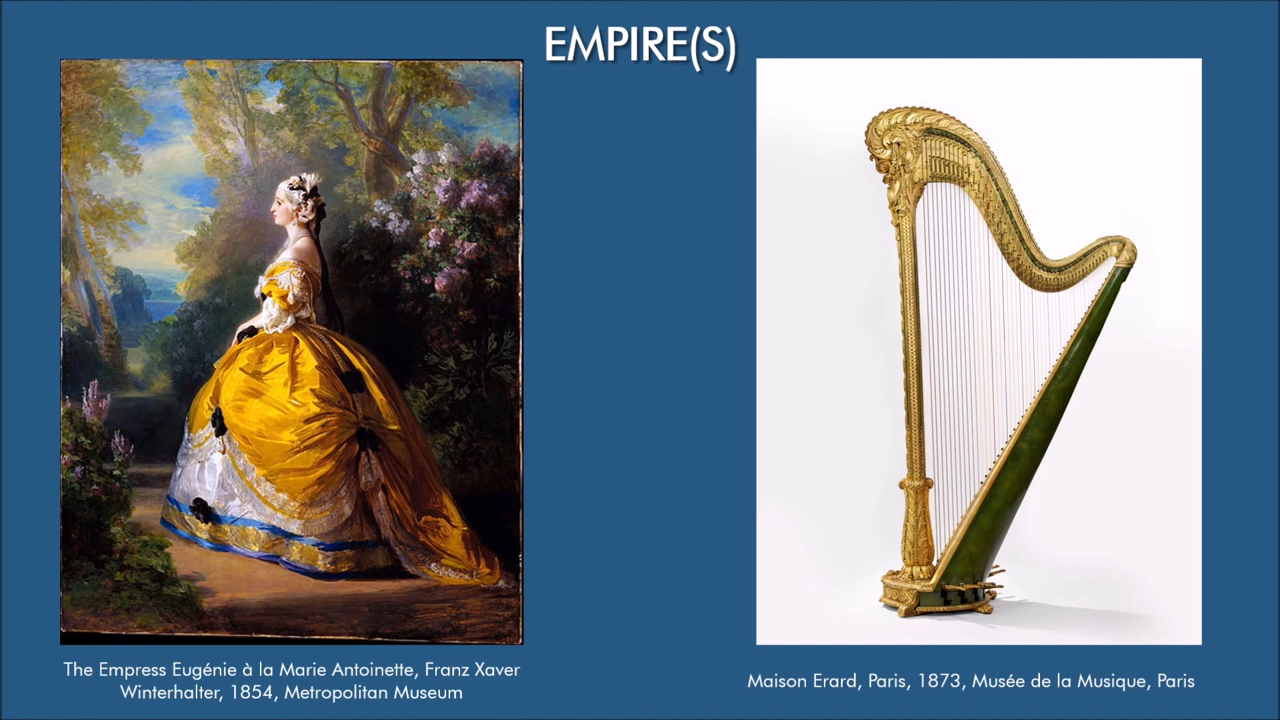 EMPIRE(S)
The Empress Eugénie à la Marie Antoinette, Franz Xaver
Winterhalter, 1854, Metropolitan Museum
Maison Erard, Paris, 1873, Musée de la Musique, Paris